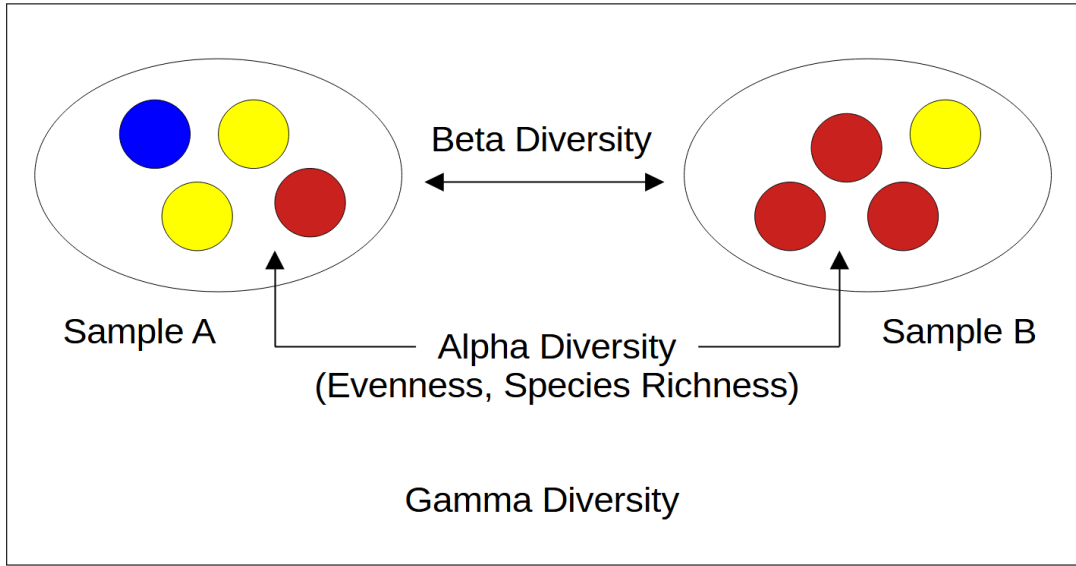 Beta Diversity
Sample A
Sample B
Alpha Diversity
(Evenness, Species Richness)
Gamma Diversity